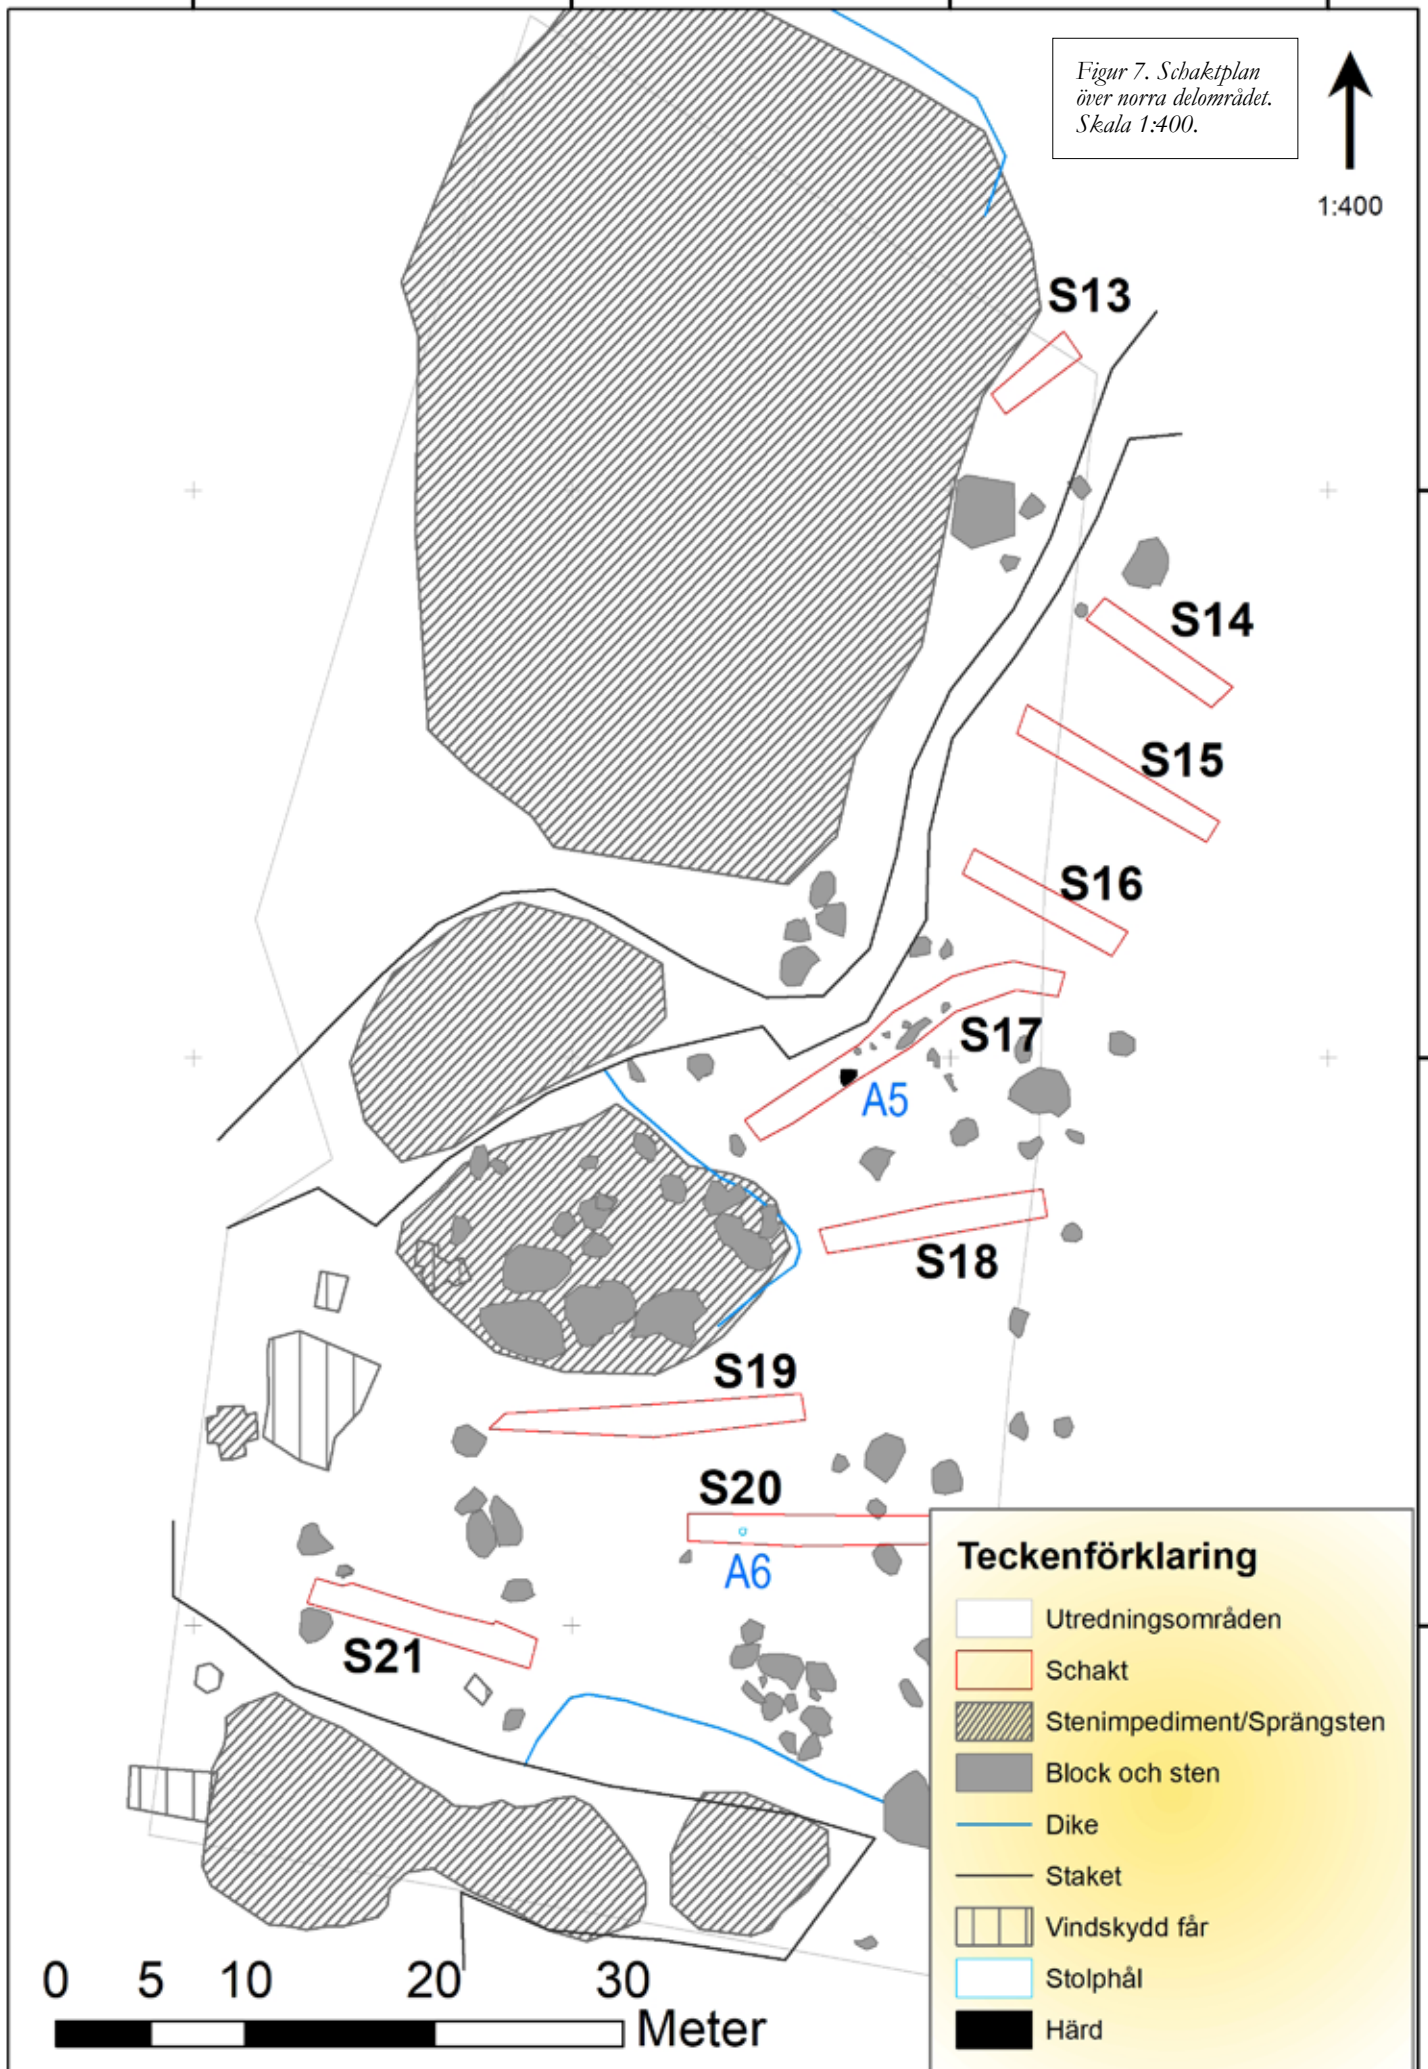 Figur 7. Schaktplan
över norra delområdet.
Skala 1:400.
1:400
S13
S14
S15
S16
S17
A5
S18
S19
S20
A6
S21
Teckenförklaring
Utredningsområden
Schakt
Stenimpediment/Sprängsten
Block och sten
Dike
Staket
Vindskydd får
Stolphål
Härd
0 5 10 20 30
Meter